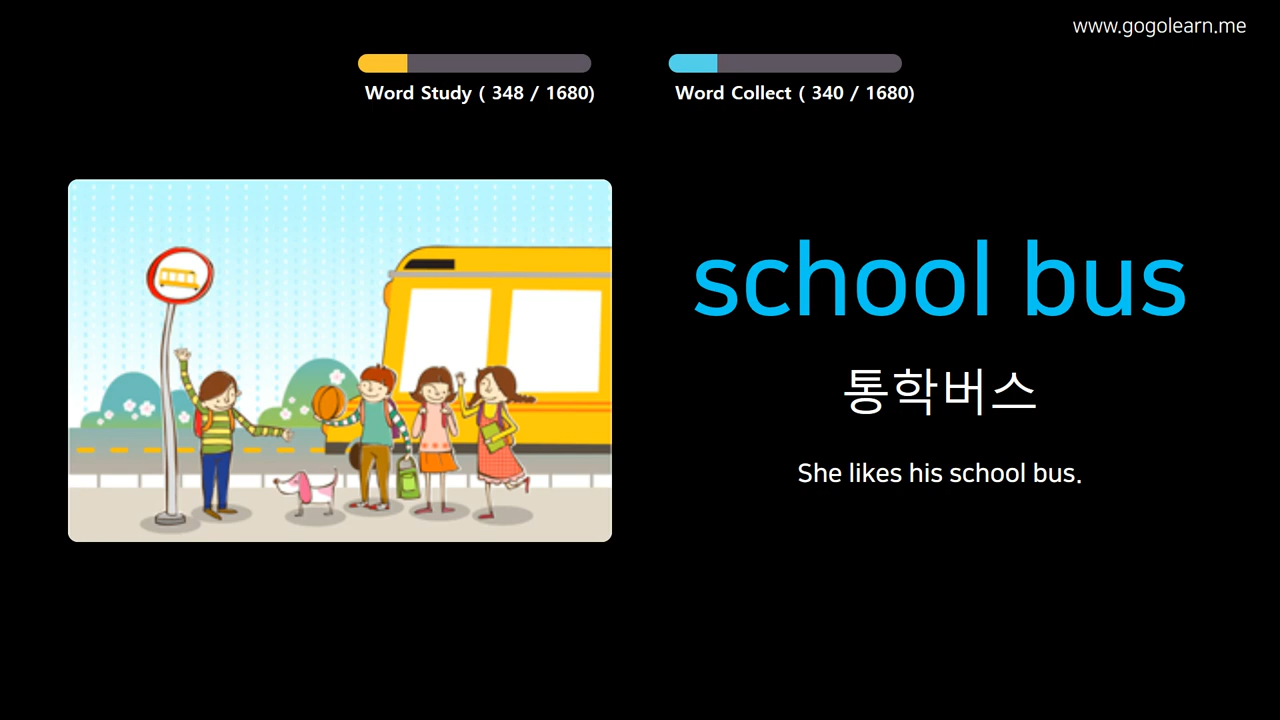 www.gogolearn.me
Word Study ( 348 / 1680)
Word Collect ( 340 / 1680)
school bus
통학버스
She likes his school bus.